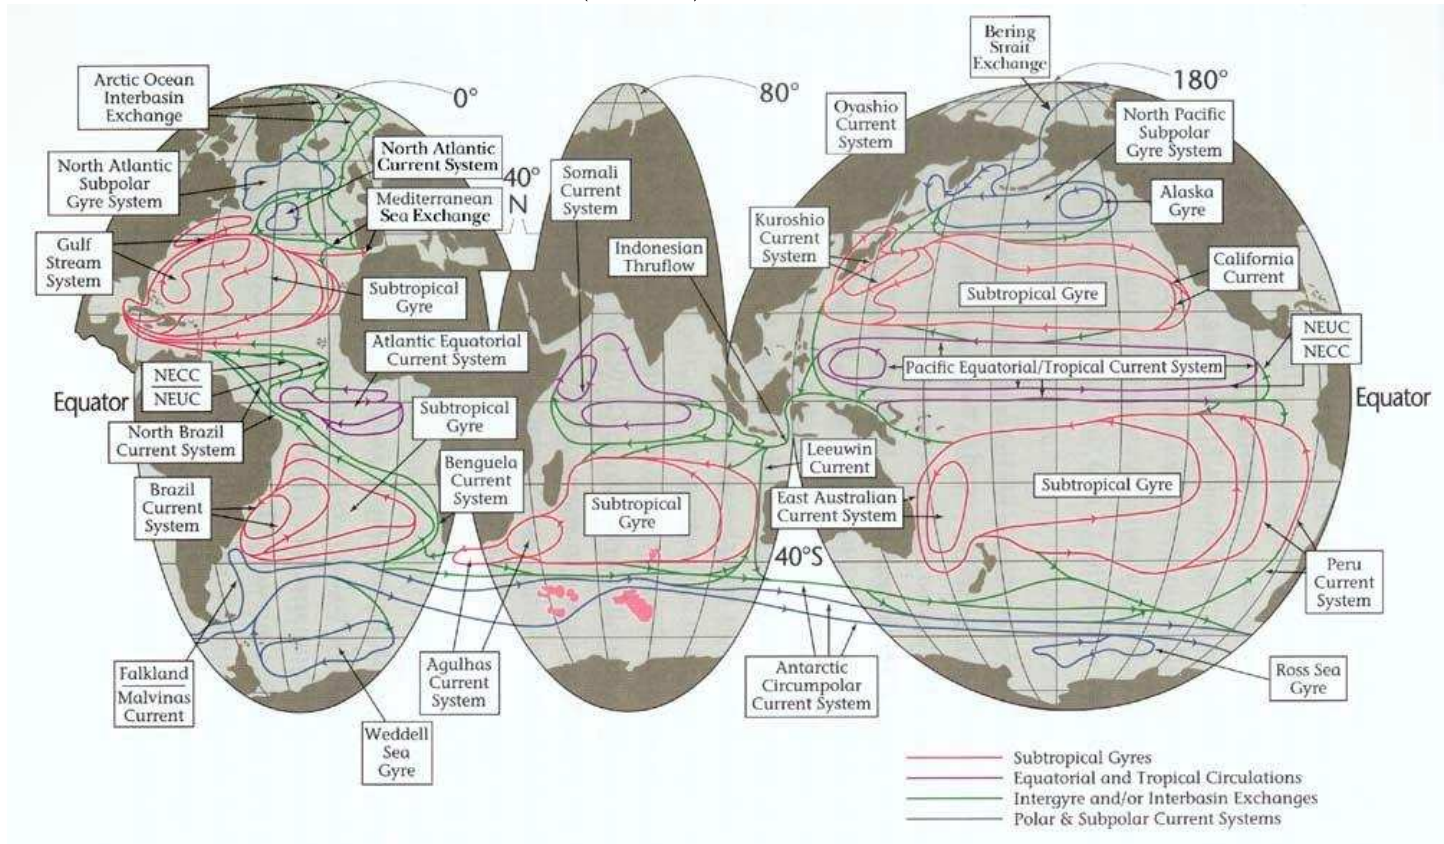 Bering
Strait
Exchange
Arctic Ocean
Interbasin
Exchange
0°
80°
180°
Oyashio
Current
System
North Pacific
Subpolar
Gyre System
North Atlantic
Current System
North Atlantic
Subpolar
Gyre System
40°
N
Somali
Current
System
Mediterranean
Sea Exchange
Alaska
Gyre
Kuroshio
Current
System
Gulf
Stream
System
Indonesian
Thruflow
California
Current
Subtropical
Gyre
Subtropical Gyre
Atlantic Equatorial
Current System
NEUC
NECC
Pacific Equatorial/Tropical Current System
NECC
NEUC
Equator
Equator
Subtropical
Gyre
North Brazil
Current System
Benguela
Current
System
Leeuwin
Current
Brazil
Current
System
Subtropical
Gyre
East Australian
Current System
Subtropical Gyre
40°S
Peru
Current
System
Falkland
Malvinas
Current
Agulhas
Current
System
Antarctic
Circumpolar
Current System
Ross Sea
Gyre
Weddell
Sea
Gyre
Subtropical Gyres
Equatorial and Tropical Circulations
Intergyre and/or Interbasin Exchanges
Polar & Subpolar Current Systems